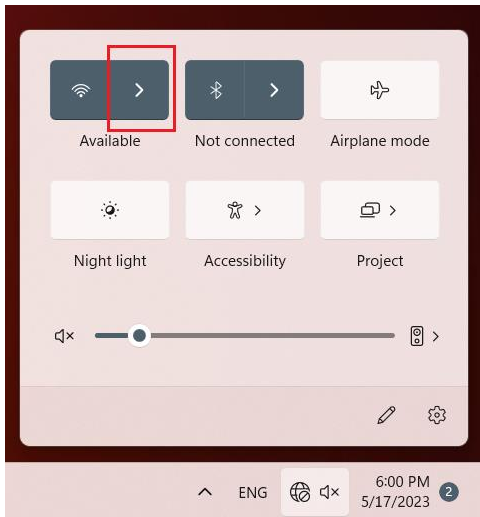 Available Not connected Airplane mode
Night light Accessibility Project
ENG 6:00 PM 2
5/17/2023